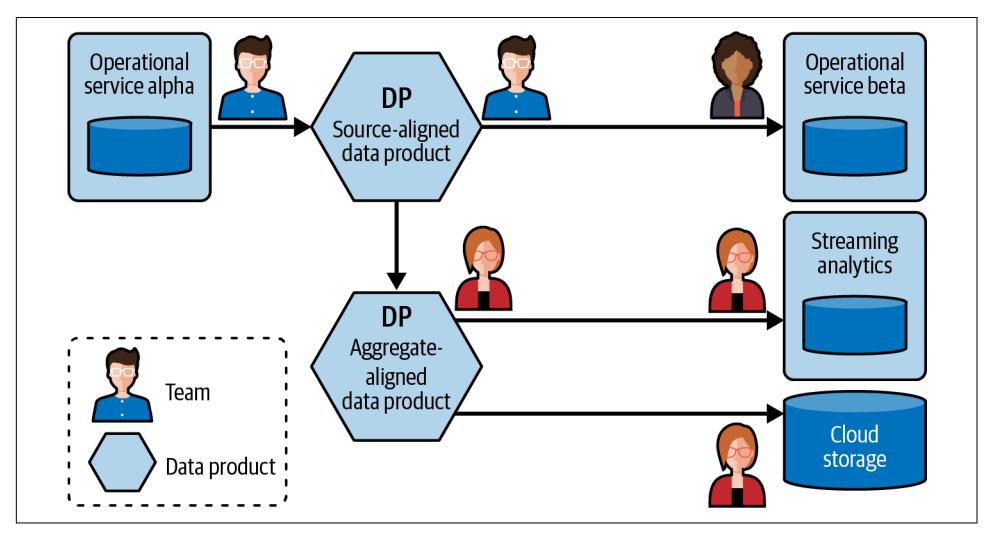 Operational
service alpha
DP
Source-aligned
data product
Operational
service beta
Streaming
analytics
DP
Aggregate-
aligned
data product
Cloud
storage
Team
Data product